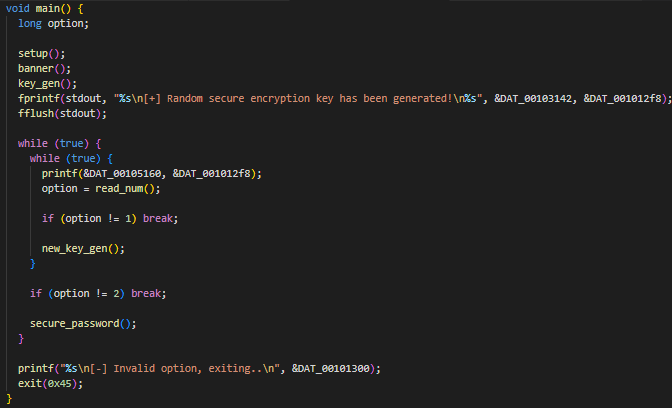 void main() {
long option;
setup();
banner();
key_gen();
fprintf(stdout, "%s\n[+] Random secure encryption key has been generated!\n%s", &DAT_00103142, &DAT_001012f8);
fflush(stdout);
while (true) {
while (true) {
printf(&DAT_00105160, &DAT_001012f8);
option = read_num();
if (option != 1) break;
new_key_gen();
}
if (option != 2) break;
secure_password();
}
printf("%s\n[-] Invalid option, exiting..\n", &DAT_00101300);
exit(0x45);
}